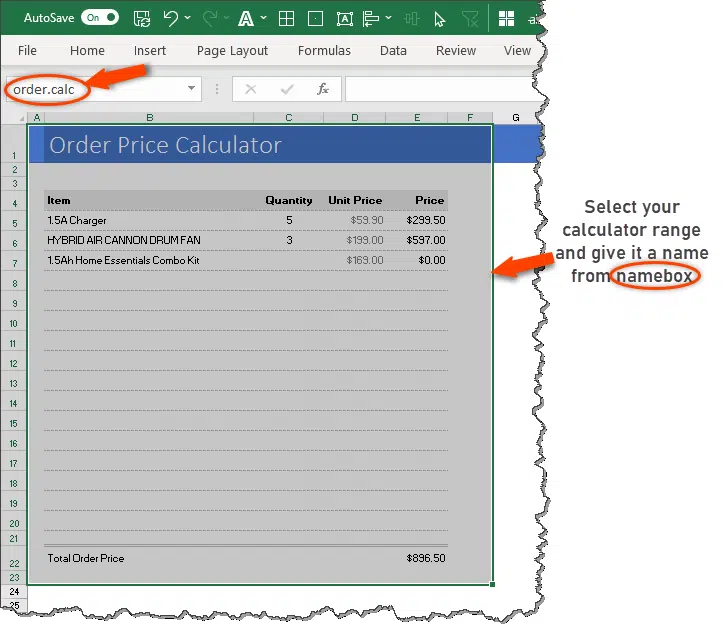 AutoSave On
File Home Insert Page Layout Formulas Data Review View
order.calc fx
A B C D E F G
1 Order Price Calculator
2
3
4 Item Quantity Unit Price Price
5 1.5A Charger 5 $59.90 $299.50
6 HYBRID AIR CANNON DRUM FAN 3 $199.00 $597.00
7 1.5Ah Home Essentials Combo Kit $169.00 $0.00
8
9
10
11
12
13
14
15
16
17
18
19
20
21
22 Total Order Price $896.50
23
24
25
Select your
calculator range
and give it a name
from namebox